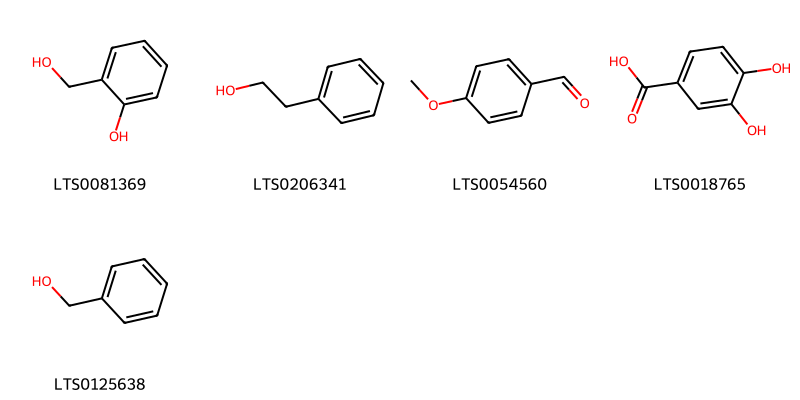 HO
OH
LTS0081369
HO
LTS0206341
O
O
LTS0054560
HO
O
OH
OH
LTS0018765
HO
LTS0125638